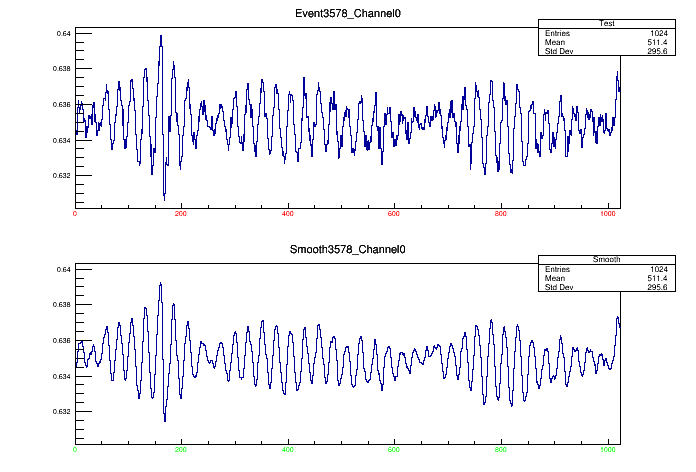 Event3578_Channel0
Test
Entries 1024
Mean 511.4
Std Dev 295.6
0.64
0.638
0.636
0.634
0.632
0 200 400 600 800 1000
Smooth3578_Channel0
Smooth
Entries 1024
Mean 511.4
Std Dev 295.6
0.64
0.638
0.636
0.634
0.632
0 200 400 600 800 1000